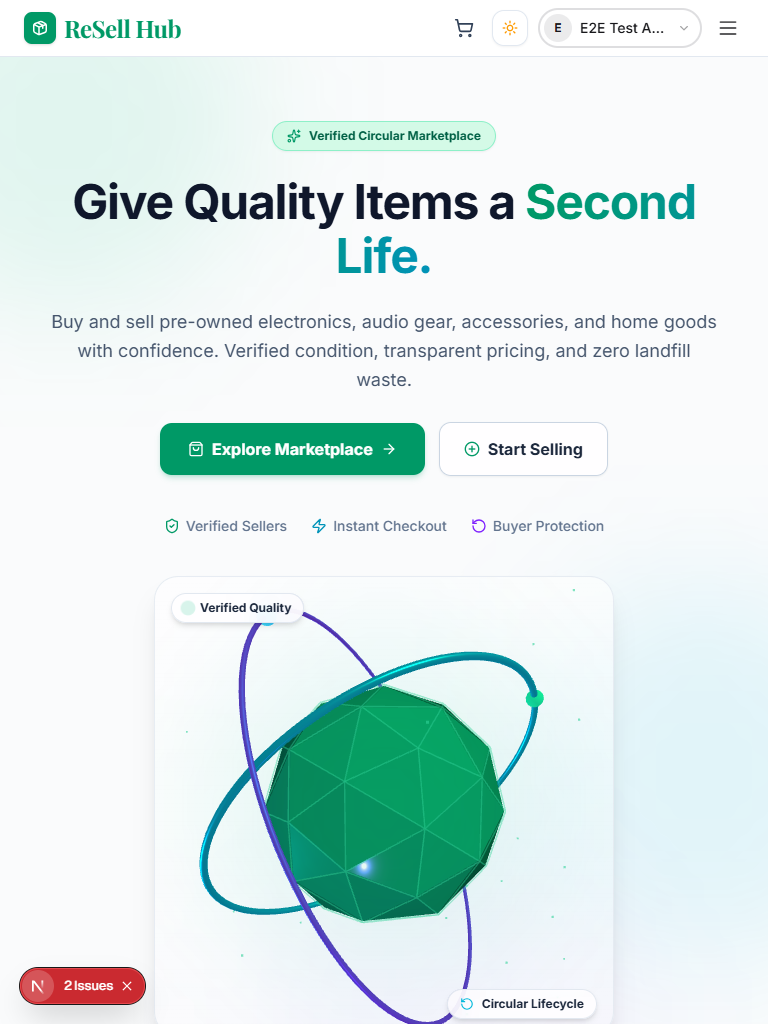 ReSell Hub
E
E2E Test A...
Verified Circular Marketplace
Give Quality Items a Second
Life.
Buy and sell pre-owned electronics, audio gear, accessories, and home goods
with confidence. Verified condition, transparent pricing, and zero landfill
waste.
Explore Marketplace
Start Selling
Verified Sellers
Instant Checkout
Buyer Protection
Verified Quality
N
2 Issues
Circular Lifecycle